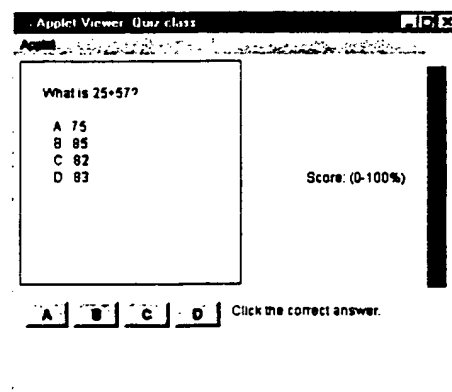 Applet Viewer: Quiz class
Applet
What is 25+57?
A 75
B 85
C 82
D 83
Score: (0-100%)
A B C D Click the correct answer.